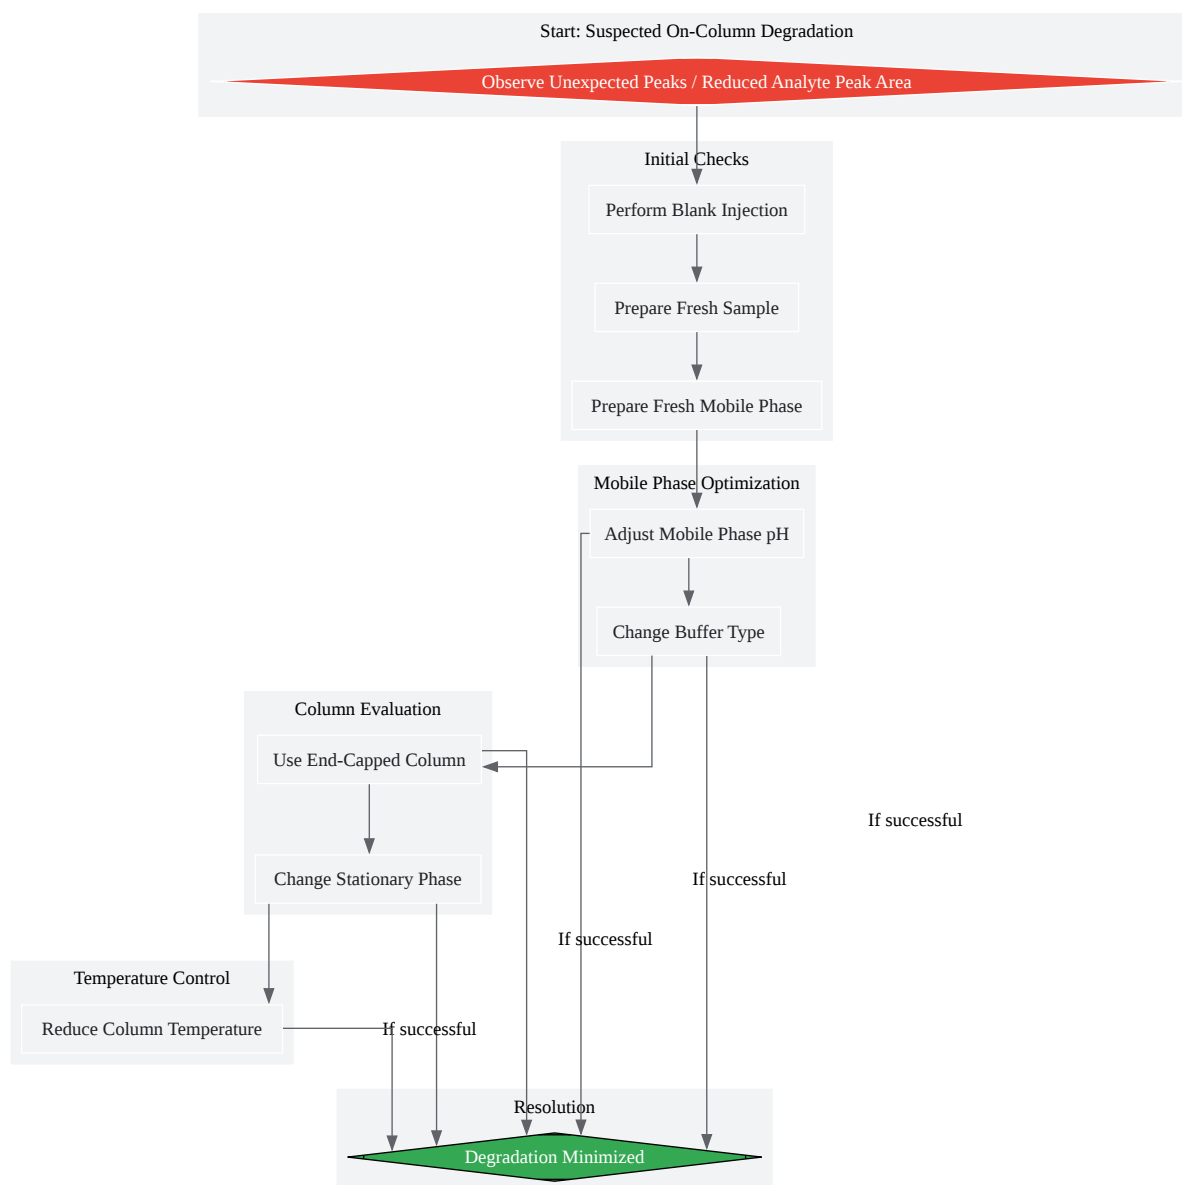 Start: Suspected On-Column Degradation
Observe Unexpected Peaks / Reduced Analyte Peak Area
Initial Checks
Perform Blank Injection
Prepare Fresh Sample
Prepare Fresh Mobile Phase
Mobile Phase Optimization
Adjust Mobile Phase pH
Change Buffer Type
Column Evaluation
Use End-Capped Column
If successful
Change Stationary Phase
If successful
If successful
Temperature Control
Reduce Column Temperature
If successful
Resolution
Degradation Minimized